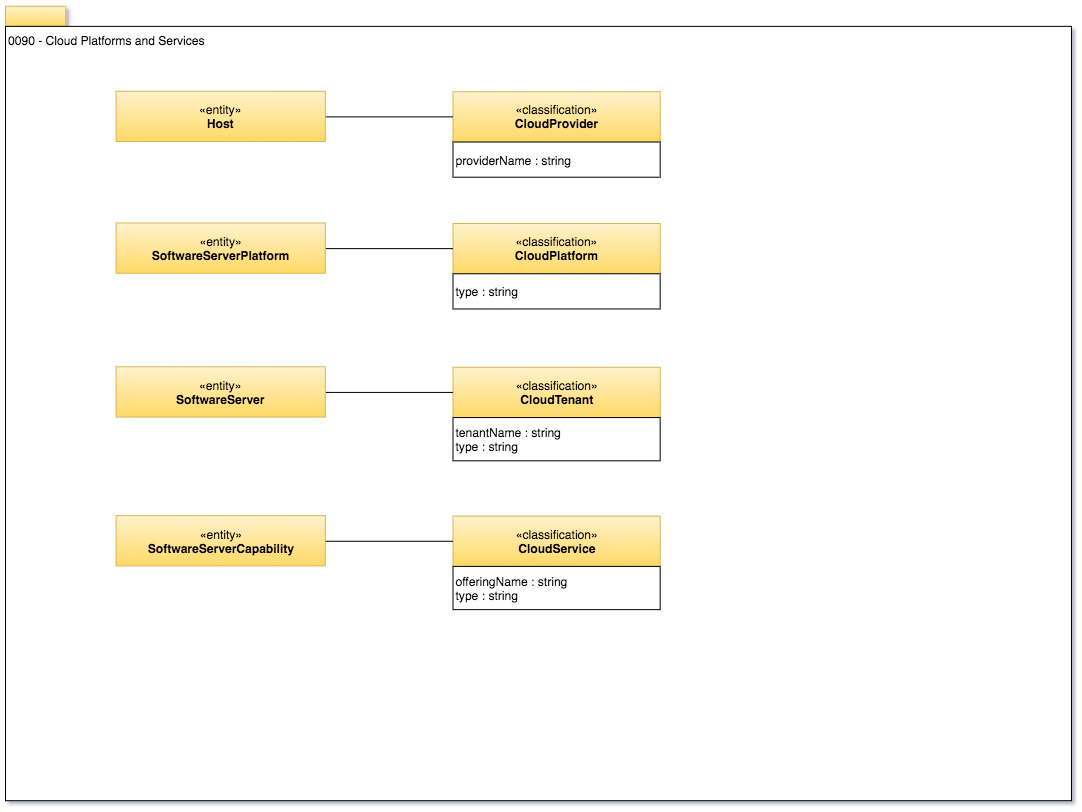 0090 - Cloud Platforms and Services
«entity»
Host
«classification»
CloudProvider
providerName : string
«entity»
SoftwareServerPlatform
«classification»
CloudPlatform
type : string
«entity»
SoftwareServer
«classification»
CloudTenant
tenantName : string
type : string
«entity»
SoftwareServerCapability
«classification»
CloudService
offeringName : string
type : string